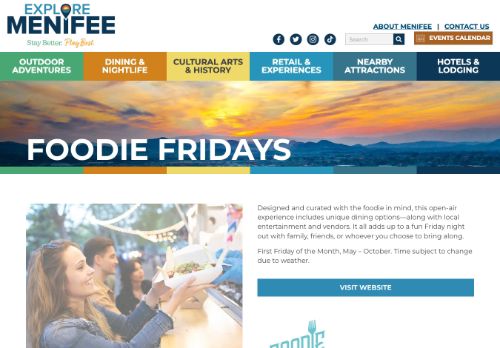 EXPLORE
MENIFEE
Stay Better. Play Best.
ABOUT MENIFEE | CONTACT US
Search
EVENTS CALENDAR
OUTDOOR
ADVENTURES
DINING &
NIGHTLIFE
CULTURAL ARTS
& HISTORY
RETAIL &
EXPERIENCES
NEARBY
ATTRACTIONS
HOTELS &
LODGING
FOODIE FRIDAYS
Designed and curated with the foodie in mind, this open-air
experience includes unique dining options—along with local
entertainment and vendors. It all adds up to a fun Friday night
out with family, friends, or whoever you choose to bring along.
First Friday of the Month, May – October. Time subject to change
due to weather.
VISIT WEBSITE
FOODIE